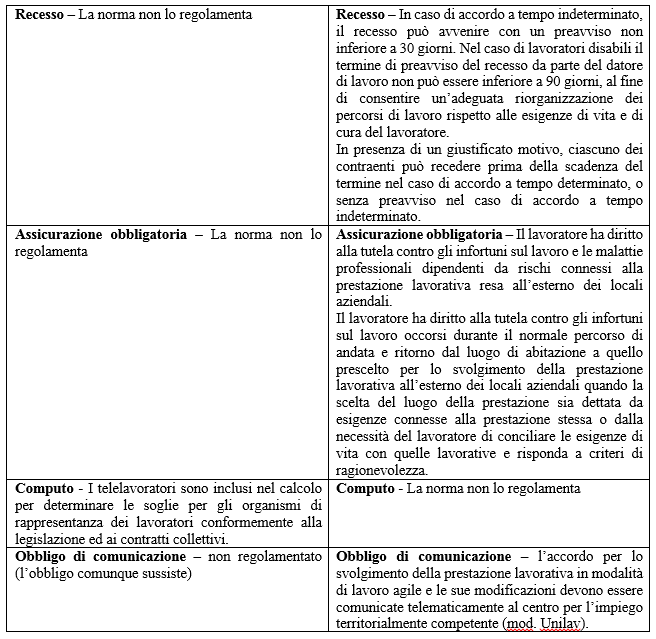 Recesso – La norma non lo regolamenta
Recesso – In caso di accordo a tempo indeterminato,
il recesso può avvenire con un preavviso non
inferiore a 30 giorni. Nel caso di lavoratori disabili il
termine di preavviso del recesso da parte del datore
di lavoro non può essere inferiore a 90 giorni, al fine
di consentire un’adeguata riorganizzazione dei
percorsi di lavoro rispetto alle esigenze di vita e di
cura del lavoratore.
In presenza di un giustificato motivo, ciascuno dei
contraenti può recedere prima della scadenza del
termine nel caso di accordo a tempo determinato, o
senza preavviso nel caso di accordo a tempo
indeterminato.
Assicurazione obbligatoria – La norma non lo
regolamenta
Assicurazione obbligatoria – Il lavoratore ha diritto
alla tutela contro gli infortuni sul lavoro e le malattie
professionali dipendenti da rischi connessi alla
prestazione lavorativa resa all’esterno dei locali
aziendali.
Il lavoratore ha diritto alla tutela contro gli infortuni
sul lavoro occorsi durante il normale percorso di
andata e ritorno dal luogo di abitazione a quello
prescelto per lo svolgimento della prestazione
lavorativa all’esterno dei locali aziendali quando la
scelta del luogo della prestazione sia dettata da
esigenze connesse alla prestazione stessa o dalla
necessità del lavoratore di conciliare le esigenze di
vita con quelle lavorative e risponda a criteri di
ragionevolezza.
Computo - I telelavoratori sono inclusi nel calcolo
per determinare le soglie per gli organismi di
rappresentanza dei lavoratori conformemente alla
legislazione ed ai contratti collettivi.
Computo - La norma non lo regolamenta
Obbligo di comunicazione – non regolamentato
(l’obbligo comunque sussiste)
Obbligo di comunicazione – l’accordo per lo
svolgimento della prestazione lavorativa in modalità
di lavoro agile e le sue modificazioni devono essere
comunicate telematicamente al centro per l’impiego
territorialmente competente (mod. Unilav).